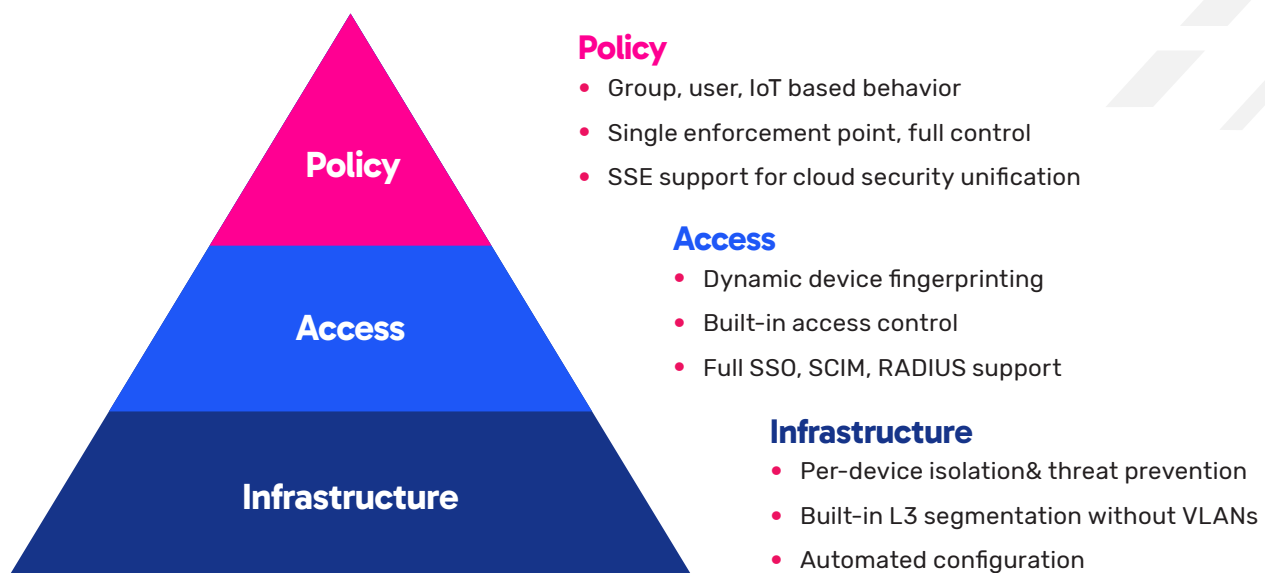 Policy
Policy
• Group, user, IoT based behavior
• Single enforcement point, full control
• SSE support for cloud security unification
Access
Access
• Dynamic device fingerprinting
• Built-in access control
• Full SSO, SCIM, RADIUS support
Infrastructure
Infrastructure
• Per-device isolation& threat prevention
• Built-in L3 segmentation without VLANs
• Automated configuration